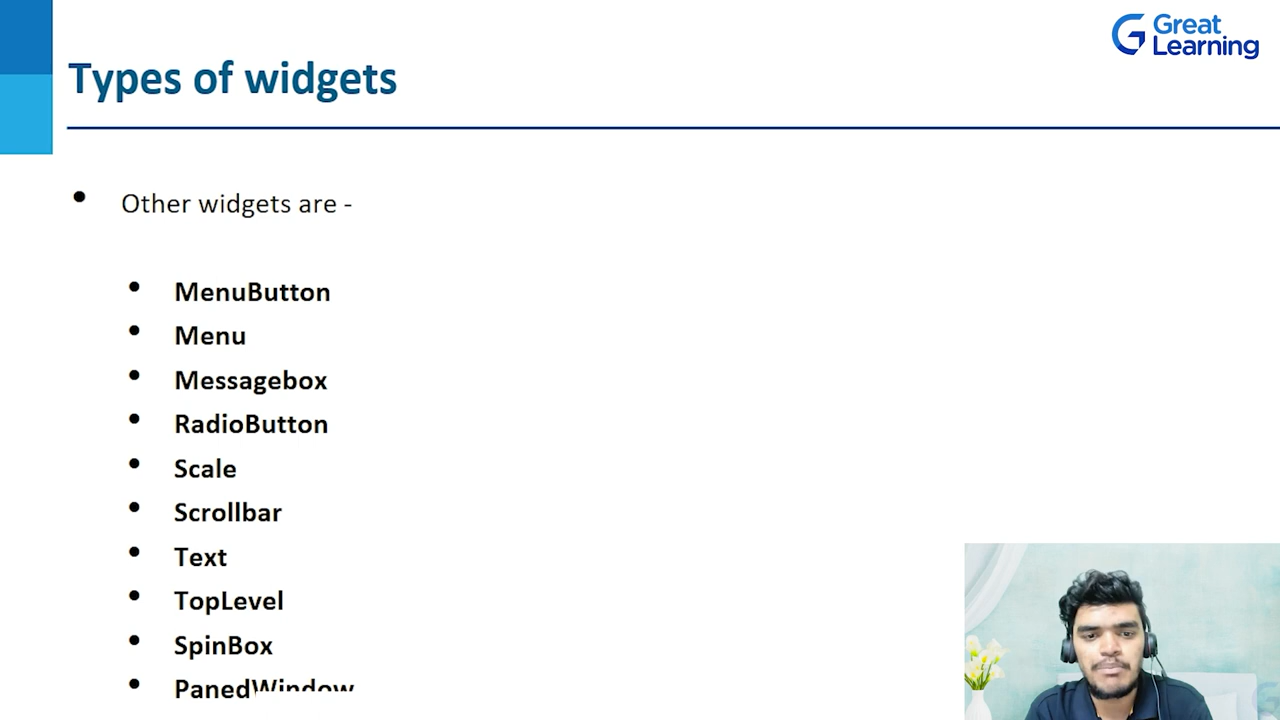 Great
Learning
Types of widgets
• Other widgets are -
• MenuButton
• Menu
• Messagebox
• RadioButton
• Scale
• Scrollbar
• Text
• TopLevel
• SpinBox
• PanedWindow